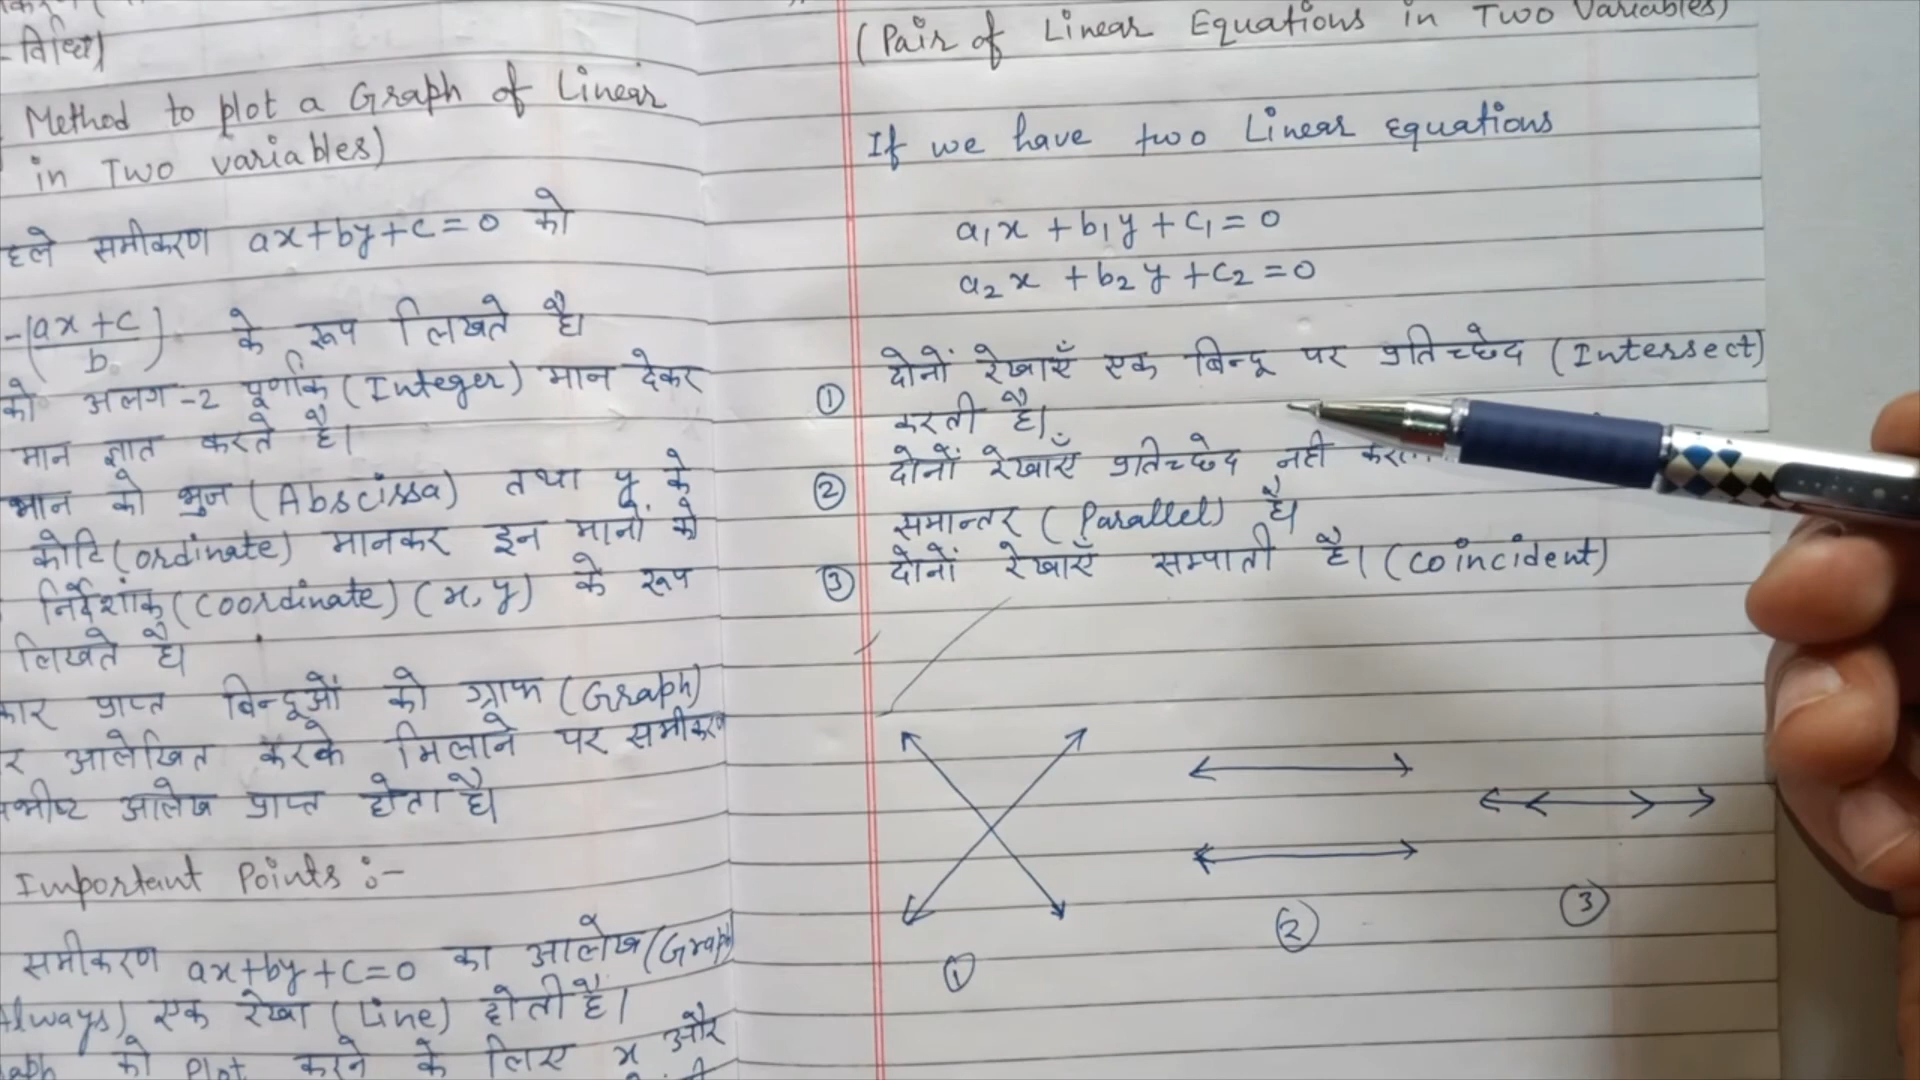 - विधि)
Method to plot a Graph of Linear
in Two variables)
समीकरण ax+by+c=0 को
-(ax+c/b) के रूप लिखते है।
को अलग-2 पूर्णांक (Integer) मान देकर
मान ज्ञात करते है।
मान को भुज (Abscissa) तथा y के
कोटि (ordinate) मानकर इन मानों को
निर्देशांक (coordinate) (x, y) के रूप
लिखते है।
प्राप्त बिन्दूओं को ग्राफ (Graph)
आलेखित करके मिलाने पर समीकरण
आलेख प्राप्त होता है।
Important Points :-
समीकरण ax+by+c=0 का आलेख (Graph
Always) एक रेखा (Line) होती है।
को Plot करने के लिए x और
(Pair of Linear Equations in Two Variables)
If we have two Linear Equations
a₁x + b₁y + c₁ = 0
a₂x + b₂y + c₂ = 0
① दोनों रेखाएँ एक बिन्दू पर प्रतिच्छेद (Intersect)
करती है।
② दोनों रेखाएँ प्रतिच्छेद नही
समान्तर (Parallel) है।
③ दोनों रेखाएँ सम्पाती है। (coincident)
① ② ③